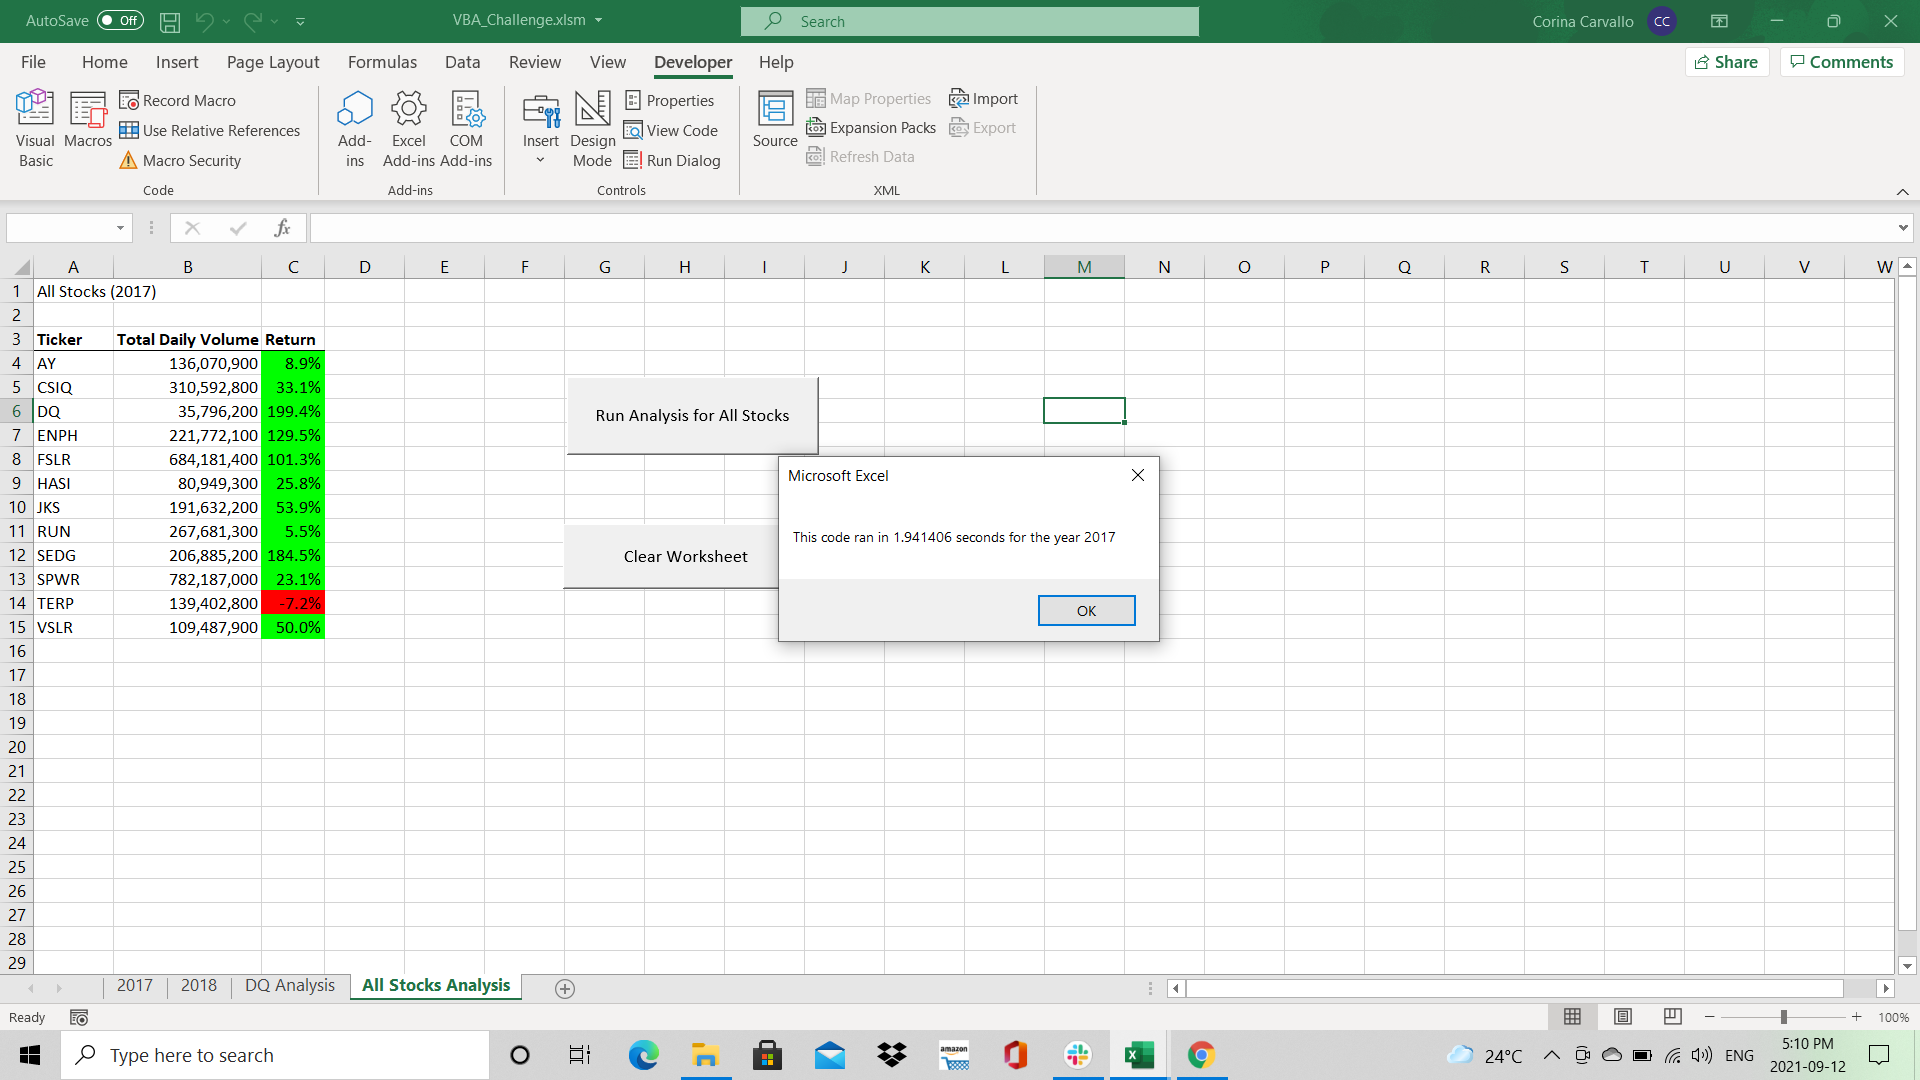 AutoSave Off VBA_Challenge.xlsm Search Corina Carvallo CC
File Home Insert Page Layout Formulas Data Review View Developer Help Share Comments
Visual Basic
Macros
Record Macro
Use Relative References
Macro Security
Code
Add-ins
Excel Add-ins
COM Add-ins
Add-ins
Insert
Design Mode
Properties
View Code
Run Dialog
Controls
Source
Map Properties
Expansion Packs
Refresh Data
Import
Export
XML
fx
A B C D E F G H I J K L M N O P Q R S T U V W
1 All Stocks (2017)
2
3 Ticker Total Daily Volume Return
4 AY 136,070,900 8.9%
5 CSIQ 310,592,800 33.1%
6 DQ 35,796,200 199.4%
7 ENPH 221,772,100 129.5%
8 FSLR 684,181,400 101.3%
9 HASI 80,949,300 25.8%
10 JKS 191,632,200 53.9%
11 RUN 267,681,300 5.5%
12 SEDG 206,885,200 184.5%
13 SPWR 782,187,000 23.1%
14 TERP 139,402,800 -7.2%
15 VSLR 109,487,900 50.0%
16
17
18
19
20
21
22
23
24
25
26
27
28
29
Run Analysis for All Stocks
Clear Worksheet
Microsoft Excel
This code ran in 1.941406 seconds for the year 2017
OK
2017 2018 DQ Analysis All Stocks Analysis
Ready 100%
Type here to search amazon 24°C ENG 5:10 PM
2021-09-12